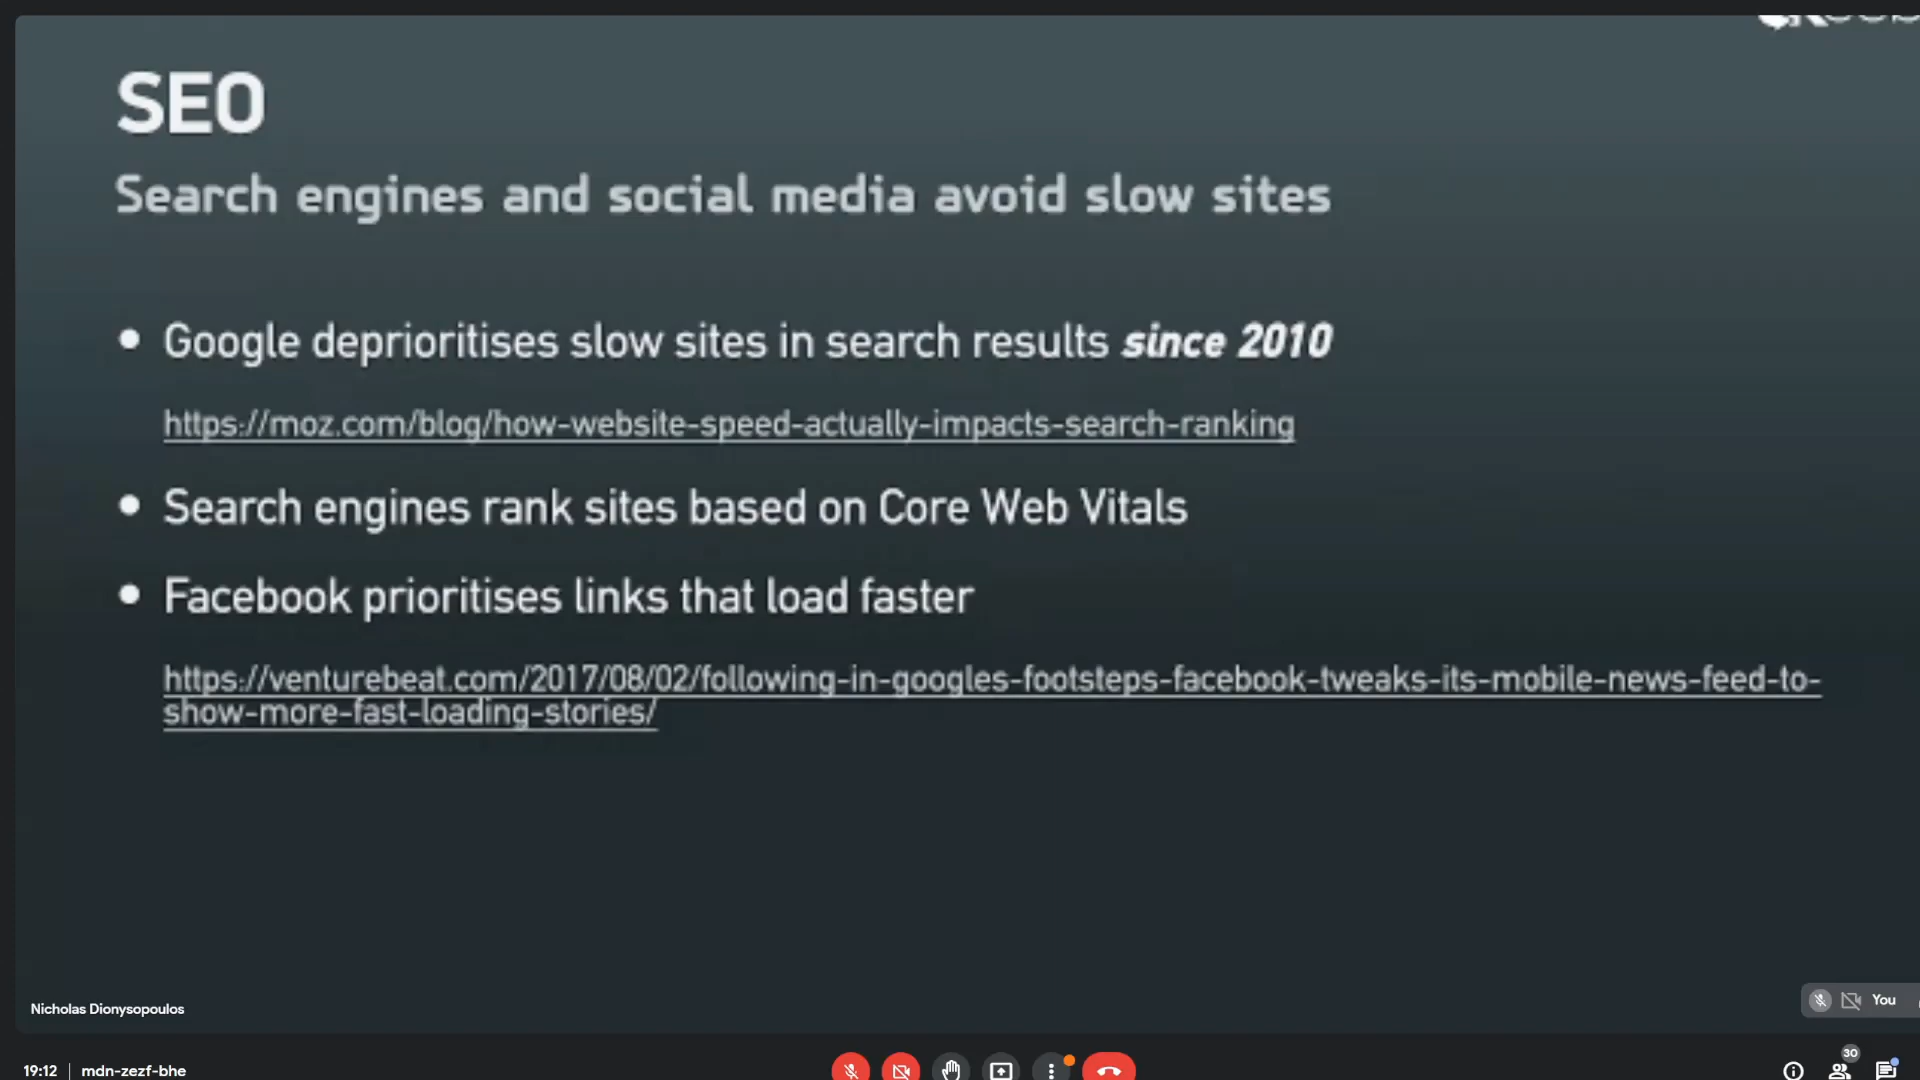 SEO
Search engines and social media avoid slow sites
• Google deprioritises slow sites in search results since 2010
https://moz.com/blog/how-website-speed-actually-impacts-search-ranking
• Search engines rank sites based on Core Web Vitals
• Facebook prioritises links that load faster
https://venturebeat.com/2017/08/02/following-in-googles-footsteps-facebook-tweaks-its-mobile-news-feed-to-
show-more-fast-loading-stories/
Nicholas Dionysopoulos
You
19:12 | mdn-zezf-bhe
30